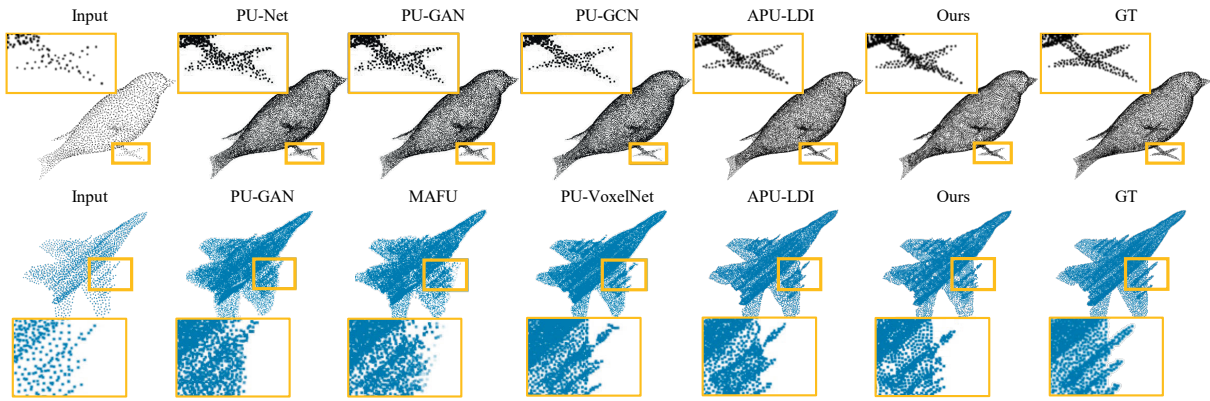 Input PU-Net PU-GAN PU-GCN APU-LDI Ours GT
Input PU-GAN MAFU PU-VoxelNet APU-LDI Ours GT